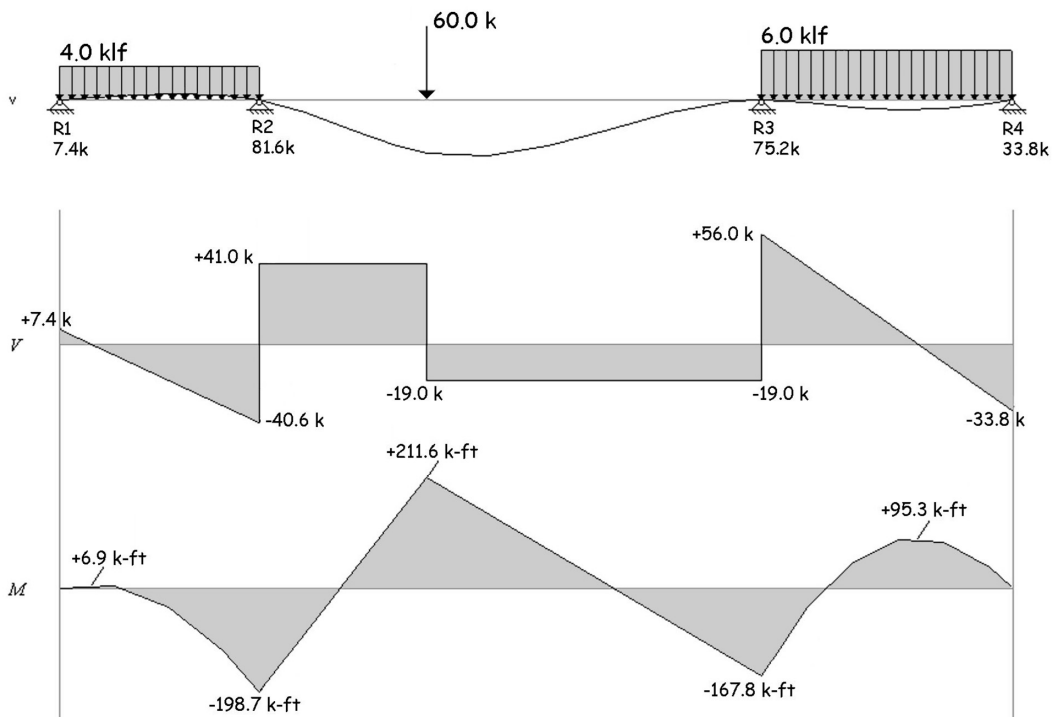 60.0 k
4.0 klf
6.0 klf
v
R1
7.4k
R2
81.6k
R3
75.2k
R4
33.8k
+56.0 k
+41.0 k
+7.4 k
V
-19.0 k
-19.0 k
-40.6 k
-33.8 k
+211.6 k-ft
+95.3 k-ft
+6.9 k-ft
M
-167.8 k-ft
-198.7 k-ft